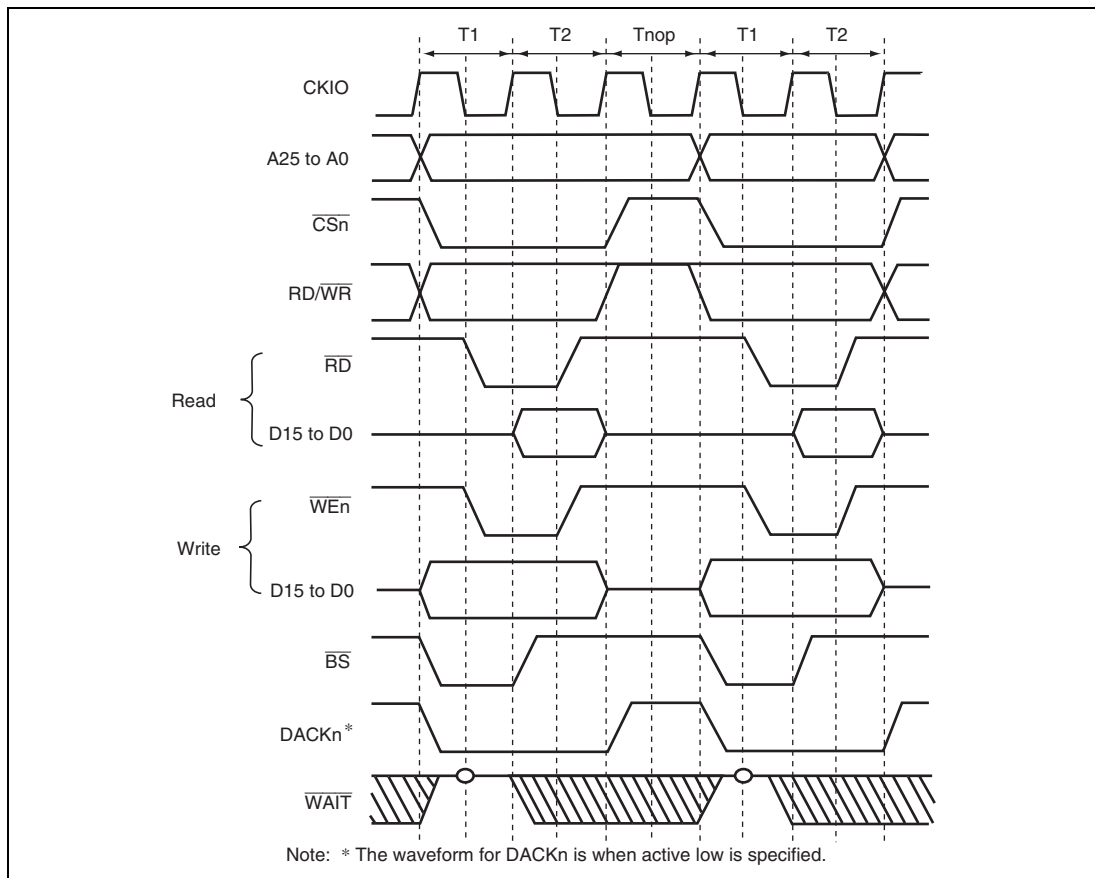 T1 T2 Tnop T1 T2
CKIO
A25 to A0
CSn
RD/WR
RD
Read
D15 to D0
WEn
Write
D15 to D0
BS
DACKn*
WAIT
Note: * The waveform for DACKn is when active low is specified.